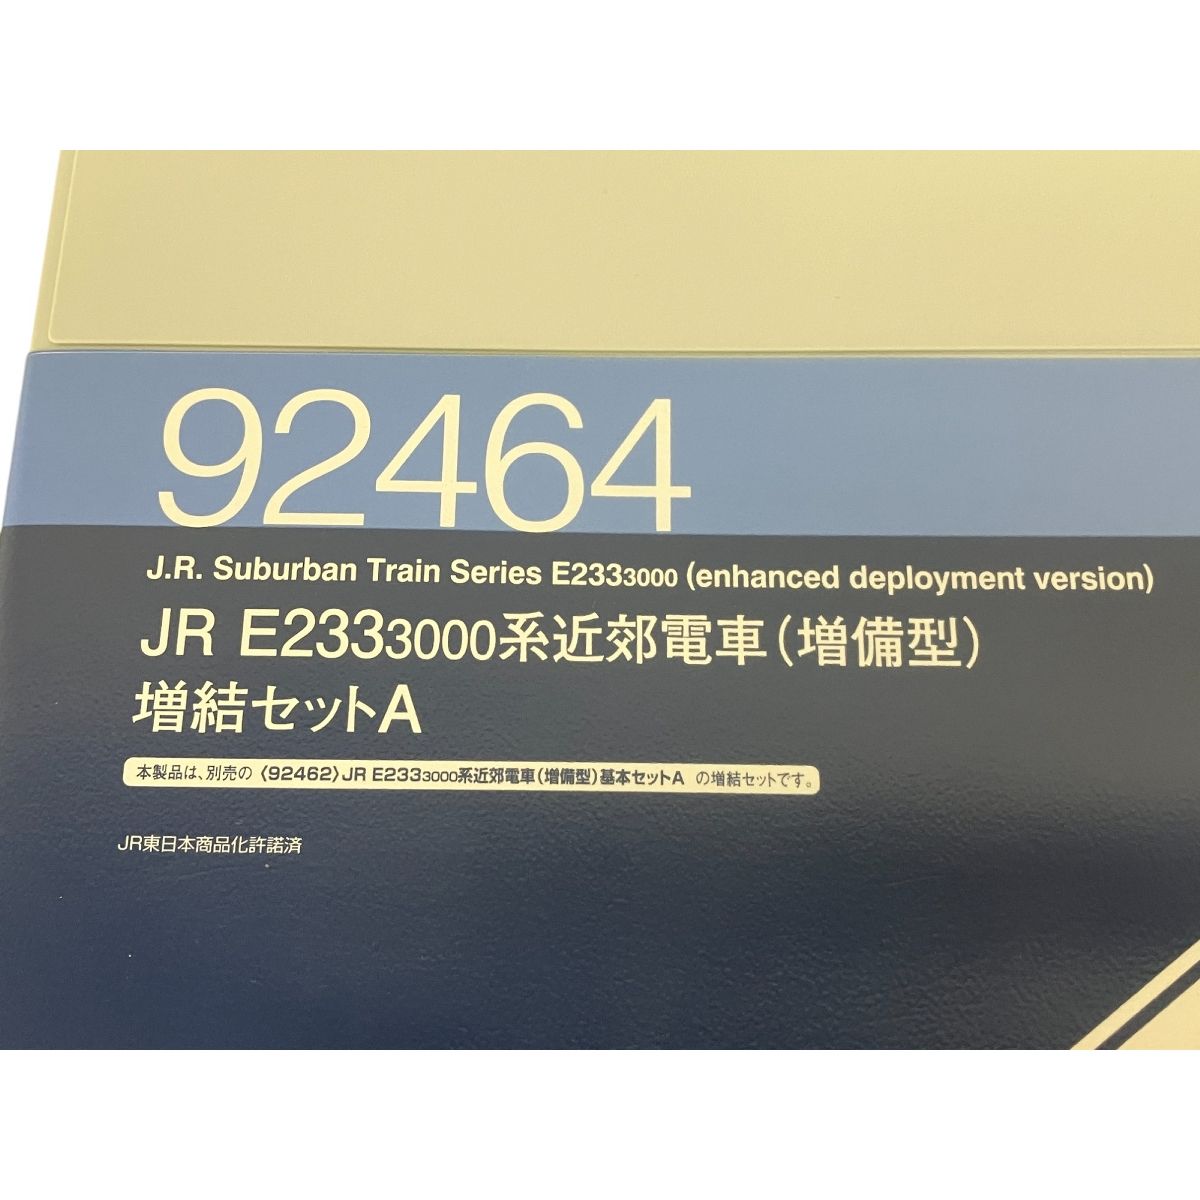 92464
J.R. Suburban Train Series E2333000 (enhanced deployment version)
JR E2333000系近郊電車（増備型）
増結セットA
本製品は、別売の〈92462〉JR E2333000系近郊電車（増備型）基本セットA の増結セットです。
JR東日本商品化許諾済